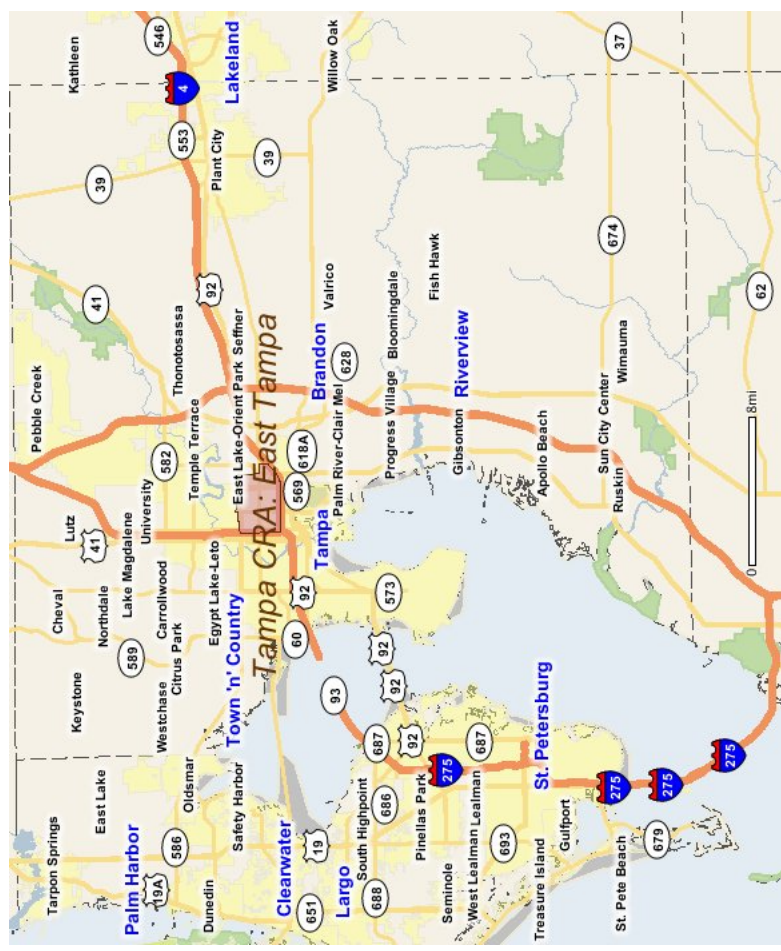 Tarpon Springs
Keystone
Cheval
Lutz
Pebble Creek
Kathleen
East Lake
Northdale
41
41
39
546
Palm Harbor
19A
586
589
Lake Magdalene
University
582
Oldsmar
Westchase
Citrus Park
Carrollwood
Temple Terrace
Thonotosassa
553
4
Dunedin
Safety Harbor
Town 'n' Country
Egypt Lake-Leto
East Lake-Orient Park
Seffner
92
Plant City
Lakeland
Tampa CRA: East Tampa
Clearwater
651
19
60
92
Tampa
569
618A
Brandon
39
Largo
93
Palm River-Clair Mel
628
Valrico
Willow Oak
688
South Highpoint
686
687
92
92
92
573
Progress Village
Bloomingdale
Seminole
Pinellas Park
275
Fish Hawk
West Lealman
Lealman
687
Gibsonton
Riverview
693
Treasure Island
Gulfport
St. Petersburg
Apollo Beach
St. Pete Beach
275
Ruskin
Sun City Center
Wimauma
674
37
679
275
275
0
8mi
62